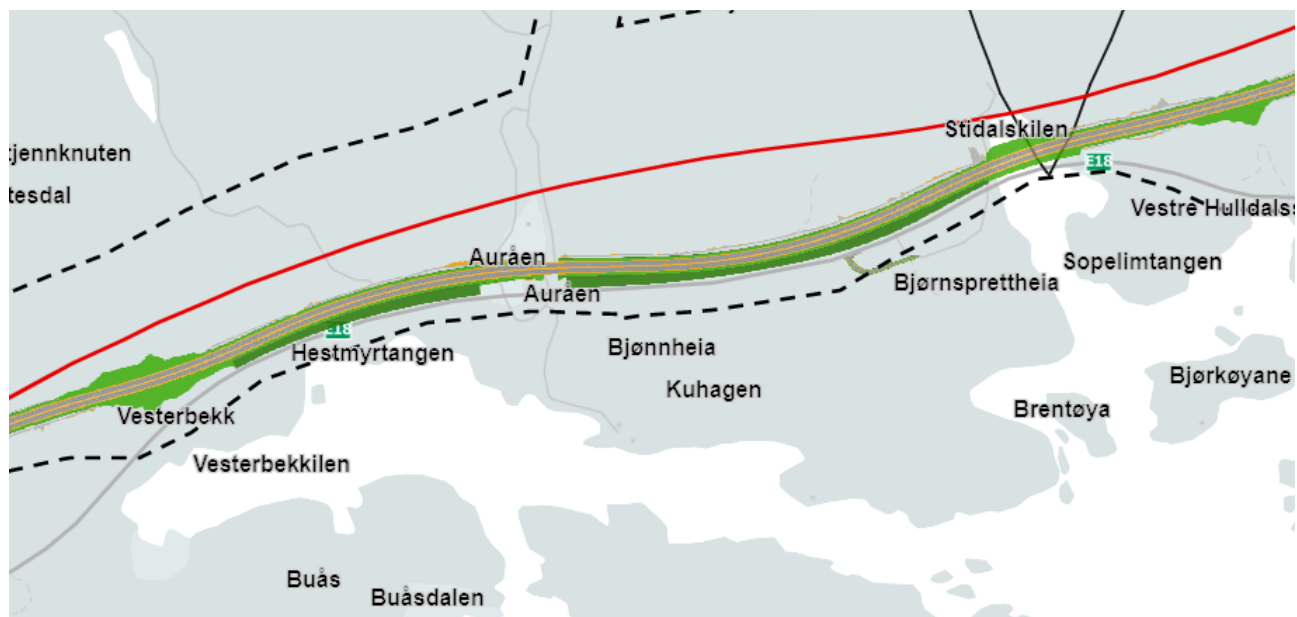 Stidalskilen
tjennknuten
E18
tesdal
Vestre Hulldalss
Auråen
Sopelimtangen
Bjørnsprettheia
Auråen
E18
Bjønnheia
Hestmyrtangen
Bjørkøyane
Kuhagen
Brentøya
Vesterbekk
Vesterbekkilen
Buås
Buåsdalen